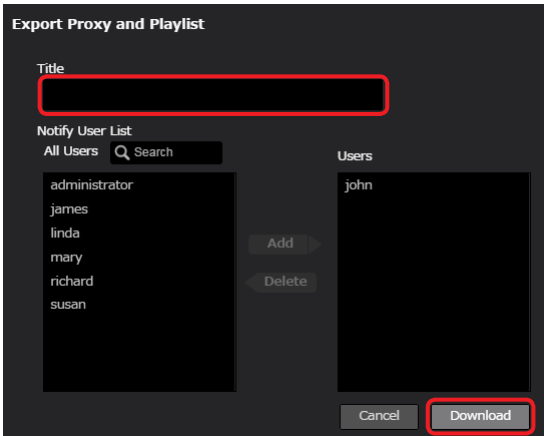 Export Proxy and Playlist
Title
Notify User List
All Users Search
Users
administrator
james
linda
mary
richard
susan
Add
Delete
john
Cancel Download